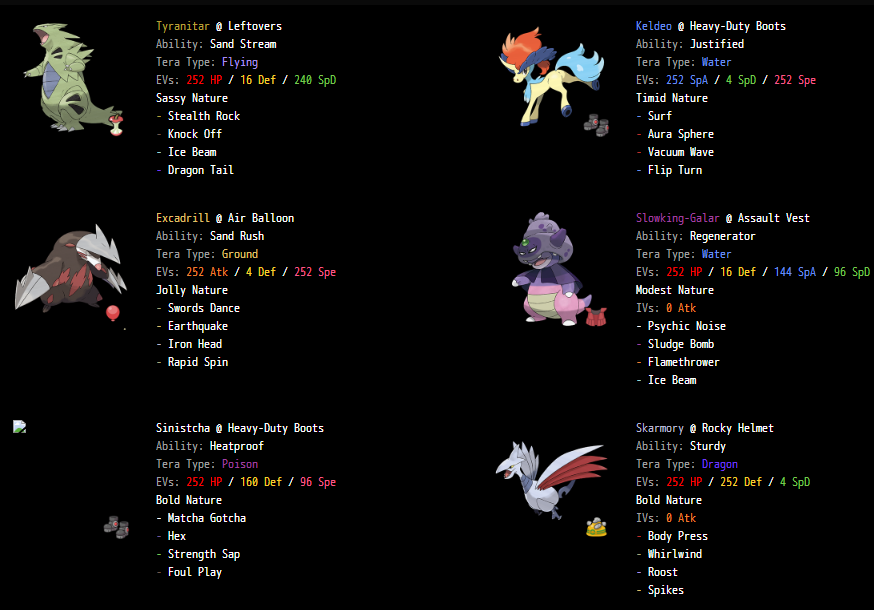 Tyranitar @ Leftovers
Ability: Sand Stream
Tera Type: Flying
EVs: 252 HP / 16 Def / 240 SpD
Sassy Nature
- Stealth Rock
- Knock Off
- Ice Beam
- Dragon Tail
Keldeo @ Heavy-Duty Boots
Ability: Justified
Tera Type: Water
EVs: 252 SpA / 4 SpD / 252 Spe
Timid Nature
- Surf
- Aura Sphere
- Vacuum Wave
- Flip Turn
Excadrill @ Air Balloon
Ability: Sand Rush
Tera Type: Ground
EVs: 252 Atk / 4 Def / 252 Spe
Jolly Nature
- Swords Dance
- Earthquake
- Iron Head
- Rapid Spin
Slowking-Galar @ Assault Vest
Ability: Regenerator
Tera Type: Water
EVs: 252 HP / 16 Def / 144 SpA / 96 SpD
Modest Nature
IVs: 0 Atk
- Psychic Noise
- Sludge Bomb
- Flamethrower
- Ice Beam
Sinistcha @ Heavy-Duty Boots
Ability: Heatproof
Tera Type: Poison
EVs: 252 HP / 160 Def / 96 Spe
Bold Nature
- Matcha Gotcha
- Hex
- Strength Sap
- Foul Play
Skarmory @ Rocky Helmet
Ability: Sturdy
Tera Type: Dragon
EVs: 252 HP / 252 Def / 4 SpD
Bold Nature
IVs: 0 Atk
- Body Press
- Whirlwind
- Roost
- Spikes